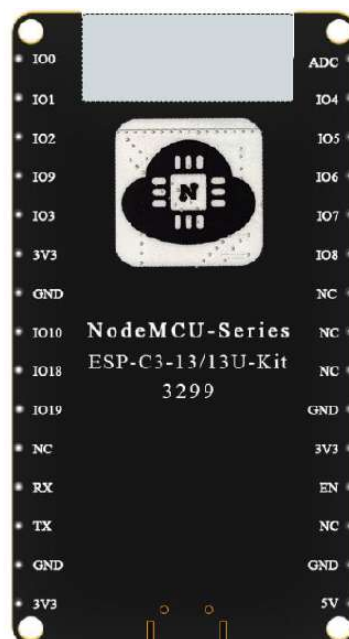 IO0
IO1
IO2
IO9
IO3
3V3
GND
IO10
IO18
IO19
NC
RX
TX
GND
3V3
N
NodeMCU-Series
ESP-C3-13/13U-Kit
3299
ADC
IO4
IO5
IO6
IO7
IO8
NC
NC
NC
GND
3V3
EN
NC
GND
5V